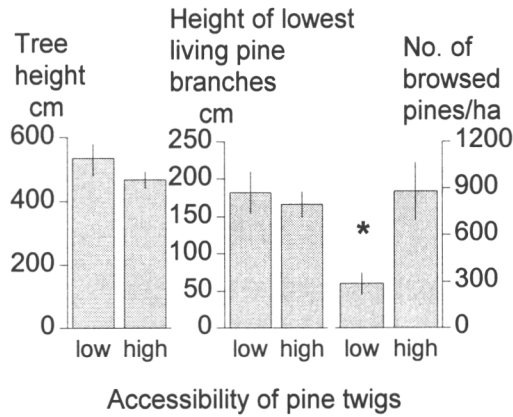 Tree
height
cm
600
400
200
0
low high
Height of lowest
living pine
branches
cm
250
200
150
100
50
0
low high
*
low high
No. of
browsed
pines/ha
1200
900
600
300
0
Accessibility of pine twigs